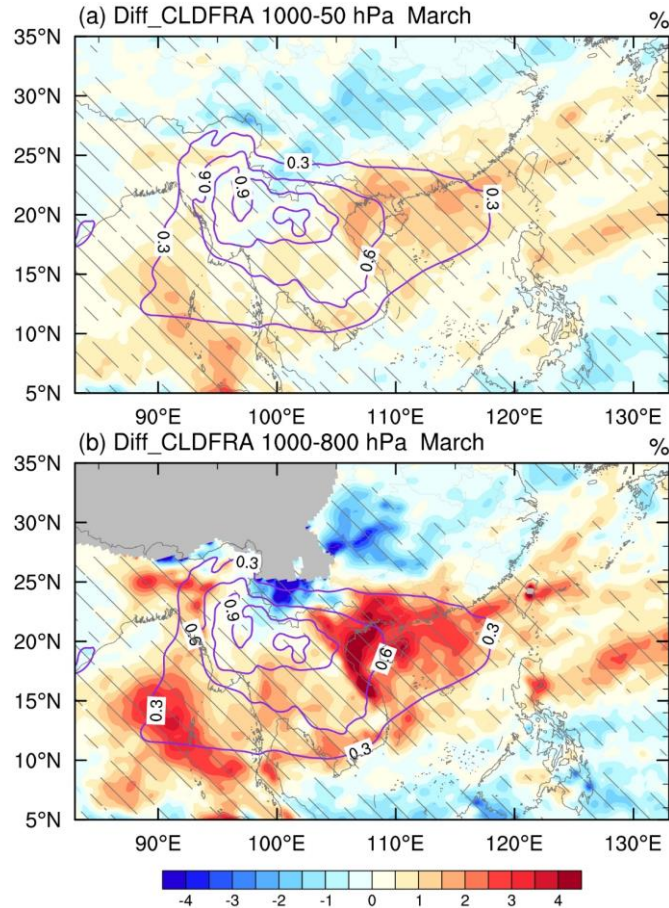 (a) Diff_CLDFRA 1000-50 hPa March %
35°N
30°N
25°N
20°N
15°N
10°N
5°N
0.3
0.6
0.9
0.3
0.3
0.6
90°E 100°E 110°E 120°E 130°E
(b) Diff_CLDFRA 1000-800 hPa March %
35°N
30°N
25°N
20°N
15°N
10°N
5°N
0.3
0.9
0.6
0.3
0.6
0.3
0.3
90°E 100°E 110°E 120°E 130°E
-4 -3 -2 -1 0 1 2 3 4